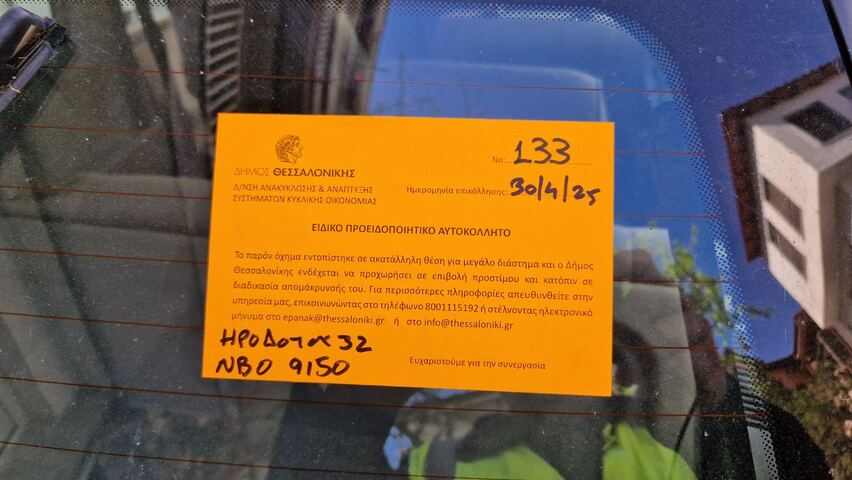 No: 133
ΔΗΜΟΣ ΘΕΣΣΑΛΟΝΙΚΗΣ
Δ/ΝΣΗ ΑΝΑΚΥΚΛΩΣΗΣ & ΑΝΑΠΤΥΞΗΣ
ΣΥΣΤΗΜΑΤΩΝ ΚΥΚΛΙΚΗΣ ΟΙΚΟΝΟΜΙΑΣ
Ημερομηνία επικόλλησης: 30/4/25
ΕΙΔΙΚΟ ΠΡΟΕΙΔΟΠΟΙΗΤΙΚΟ ΑΥΤΟΚΟΛΛΗΤΟ
Το παρόν όχημα εντοπίστηκε σε ακατάλληλη θέση για μεγάλο διάστημα και ο Δήμος
Θεσσαλονίκης ενδέχεται να προχωρήσει σε επιβολή προστίμου και κατόπιν σε
διαδικασία απομάκρυνσής του. Για περισσότερες πληροφορίες απευθυνθείτε στην
υπηρεσία μας, επικοινωνώντας στο τηλέφωνο 8001115192 ή στέλνοντας ηλεκτρονικό
μήνυμα στο epanak@thessaloniki.gr ή στο info@thessaloniki.gr
ΗΡΟΔΟΤΟΥ 32
ΝΒΟ 9150
Ευχαριστούμε για την συνεργασία